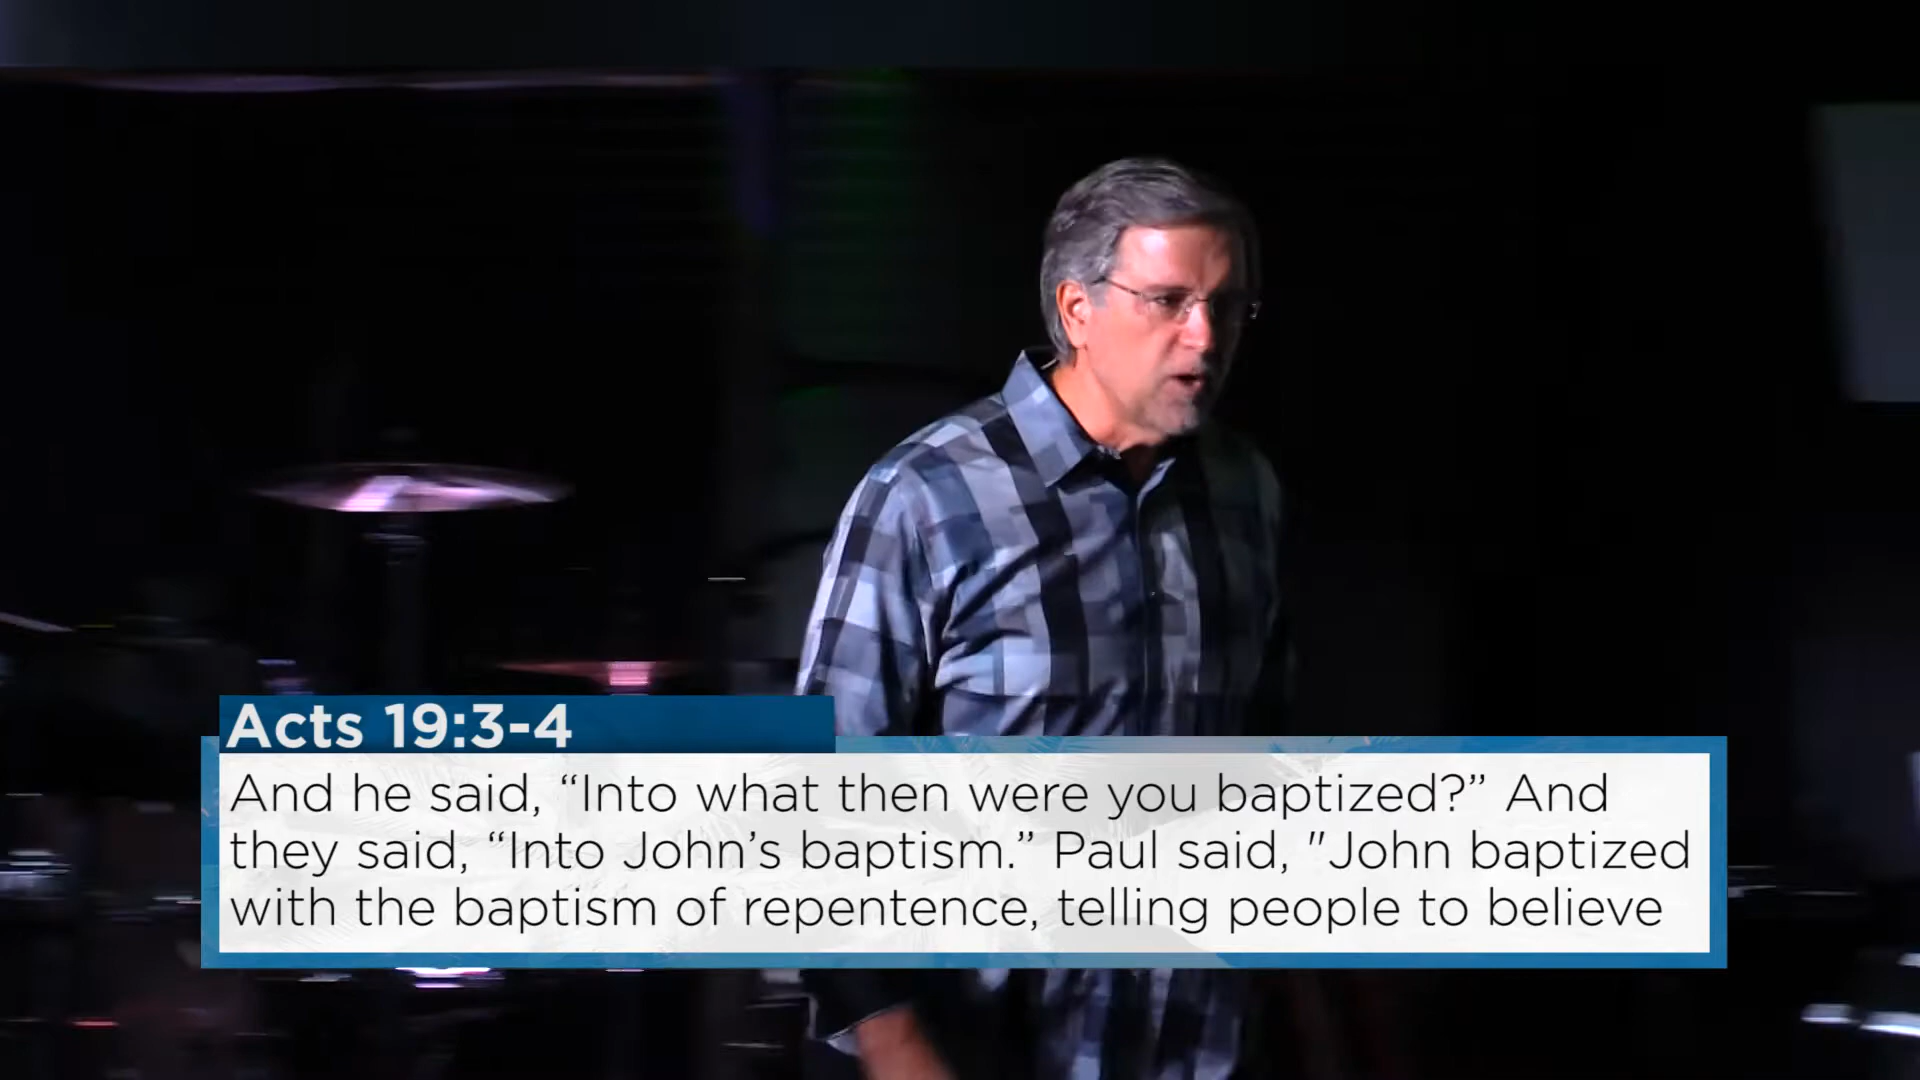 Acts 19:3-4
And he said, “Into what then were you baptized?” And
they said, “Into John’s baptism.” Paul said, "John baptized
with the baptism of repentence, telling people to believe